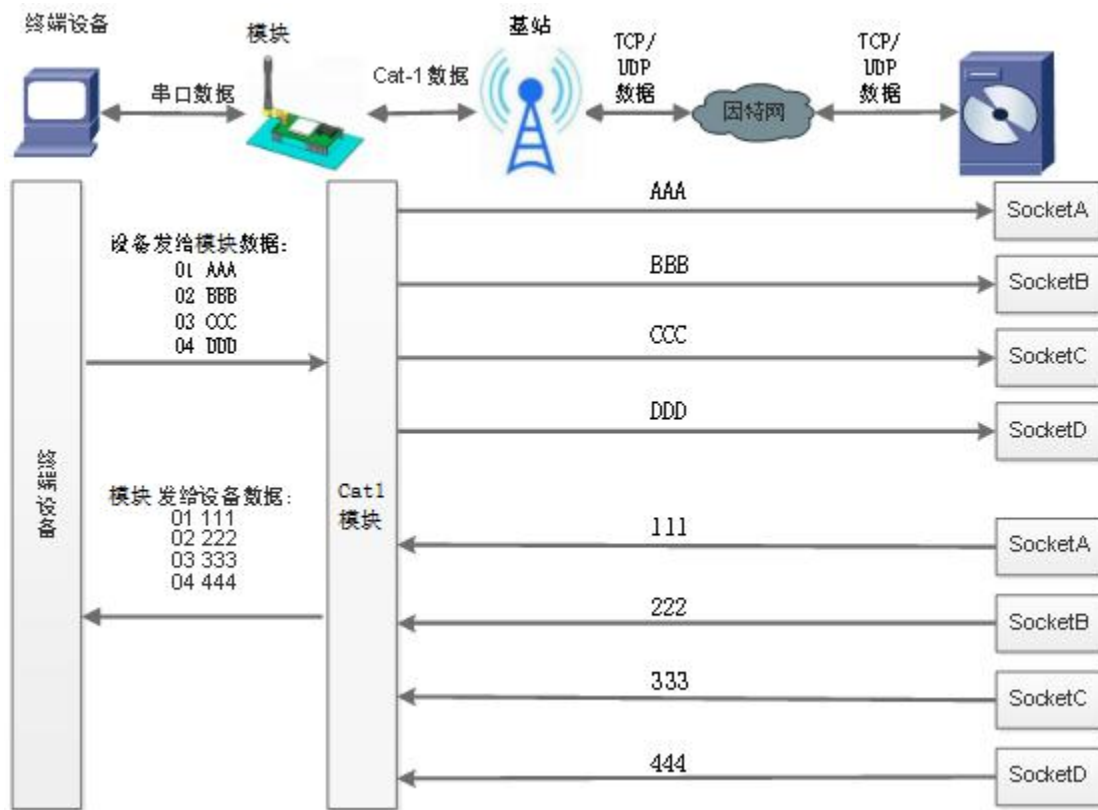 终端设备
模块
基站
串口数据
Cat-1 数据
TCP/
UDP
数据
因特网
TCP/
UDP
数据
AAA
SocketA
设备发给模块数据:
01 AAA
02 BBB
03 CCC
04 DDD
BBB
SocketB
CCC
SocketC
DDD
SocketD
终端设备
模块 发给设备数据:
01 111
02 222
03 333
04 444
Cat1
模块
111
SocketA
222
SocketB
333
SocketC
444
SocketD